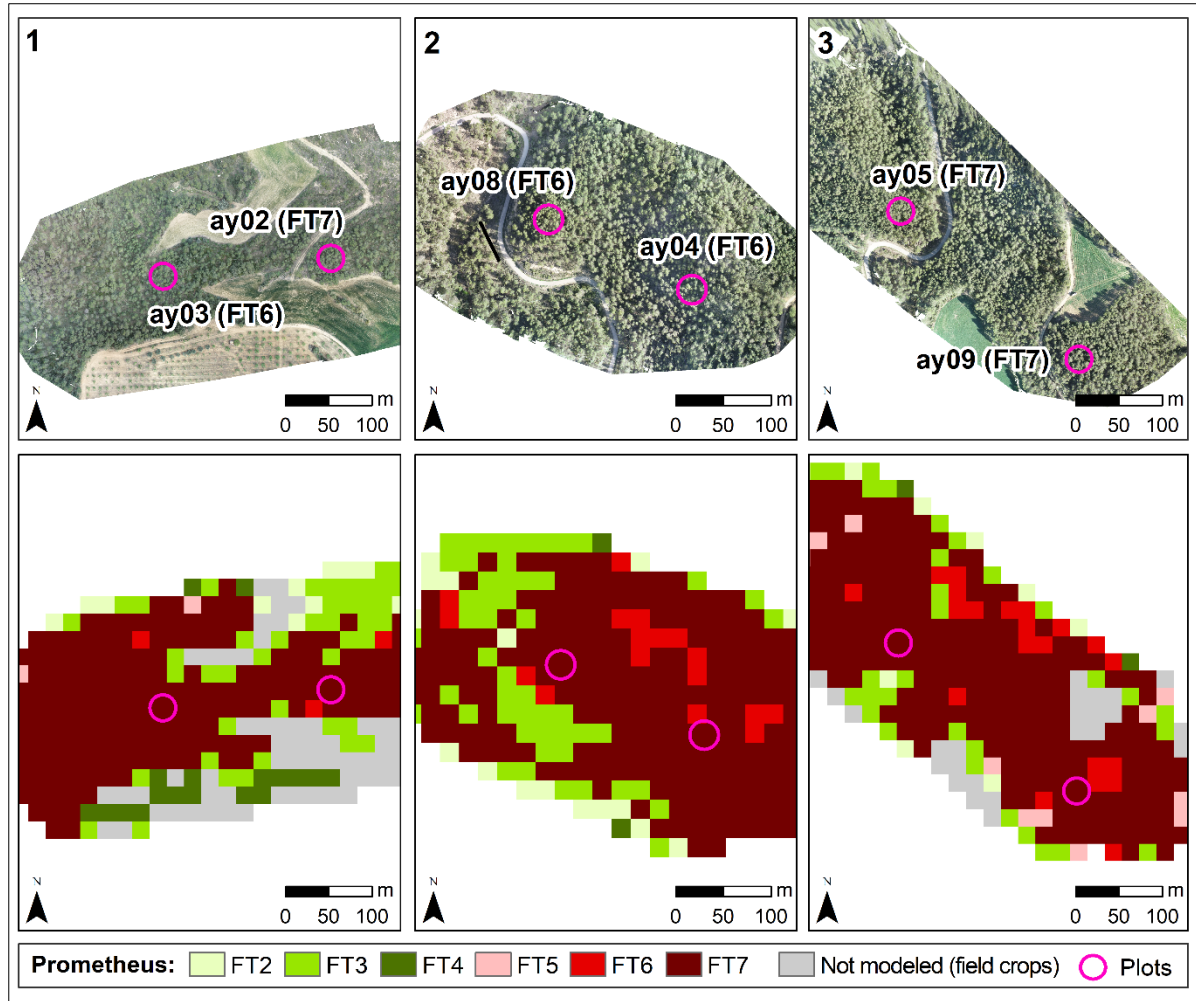 1
ay02 (FT7)
ay03 (FT6)
N
m
0 50 100
2
ay08 (FT6)
ay04 (FT6)
N
m
0 50 100
3
ay05 (FT7)
ay09 (FT7)
N
m
0 50 100
N
m
0 50 100
N
m
0 50 100
N
m
0 50 100
Prometheus: FT2 FT3 FT4 FT5 FT6 FT7 Not modeled (field crops) Plots